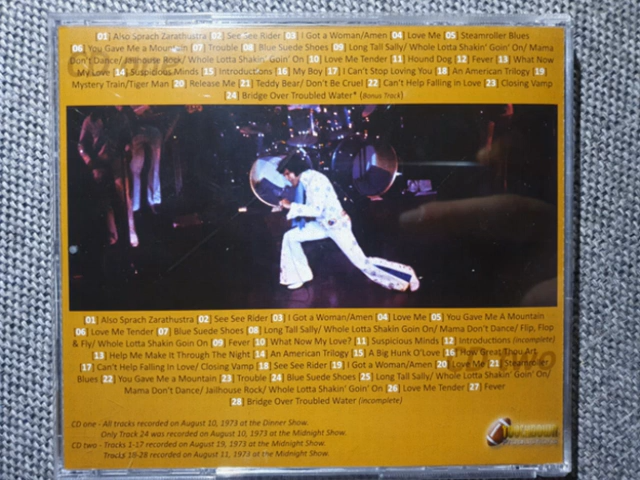 01| Also Sprach Zarathustra 02| See See Rider 03| I Got a Woman/Amen 04| Love Me 05| Steamroller Blues
06| You Gave Me a Mountain 07| Trouble 08| Blue Suede Shoes 09| Long Tall Sally/ Whole Lotta Shakin' Goin' On/ Mama
Don't Dance/ Jailhouse Rock/ Whole Lotta Shakin' Goin' On 10| Love Me Tender 11| Hound Dog 12| Fever 13| What Now
My Love 14| Suspicious Minds 15| Introductions 16| My Boy 17| I Can't Stop Loving You 18| An American Trilogy 19|
Mystery Train/Tiger Man 20| Release Me 21| Teddy Bear/ Don't Be Cruel 22| Can't Help Falling in Love 23| Closing Vamp
24| Bridge Over Troubled Water* (Bonus Track)
01| Also Sprach Zarathustra 02| See See Rider 03| I Got a Woman/Amen 04| Love Me 05| You Gave Me A Mountain
06| Love Me Tender 07| Blue Suede Shoes 08| Long Tall Sally/ Whole Lotta Shakin Goin On/ Mama Don't Dance/ Flip, Flop
& Fly/ Whole Lotta Shakin Goin On 09| Fever 10| What Now My Love? 11| Suspicious Minds 12| Introductions (incomplete)
13| Help Me Make It Through The Night 14| An American Trilogy 15| A Big Hunk O'Love 16|
17| Can't Help Falling In Love/ Closing Vamp 18| See See Rider 19| I Got a Woman/Amen 20| Love Me 21| Steamroller
Blues 22| You Gave Me a Mountain 23| Trouble 24| Blue Suede Shoes 25| Long Tall Sally/ Whole Lotta Shakin' Goin' On/
Mama Don't Dance/ Jailhouse Rock/ Whole Lotta Shakin' Goin' On 26| Love Me Tender 27| Fever
28| Bridge Over Troubled Water (incomplete)
CD one - All tracks recorded on August 10, 1973 at the Dinner Show.
Only Track 24 was recorded on August 10, 1973 at the Midnight Show.
CD two - Tracks 1-17 recorded on August 19, 1973 at the Midnight Show.
Tracks 18-28 recorded on August 11, 1973 at the Midnight Show.
TOUCHDOWN